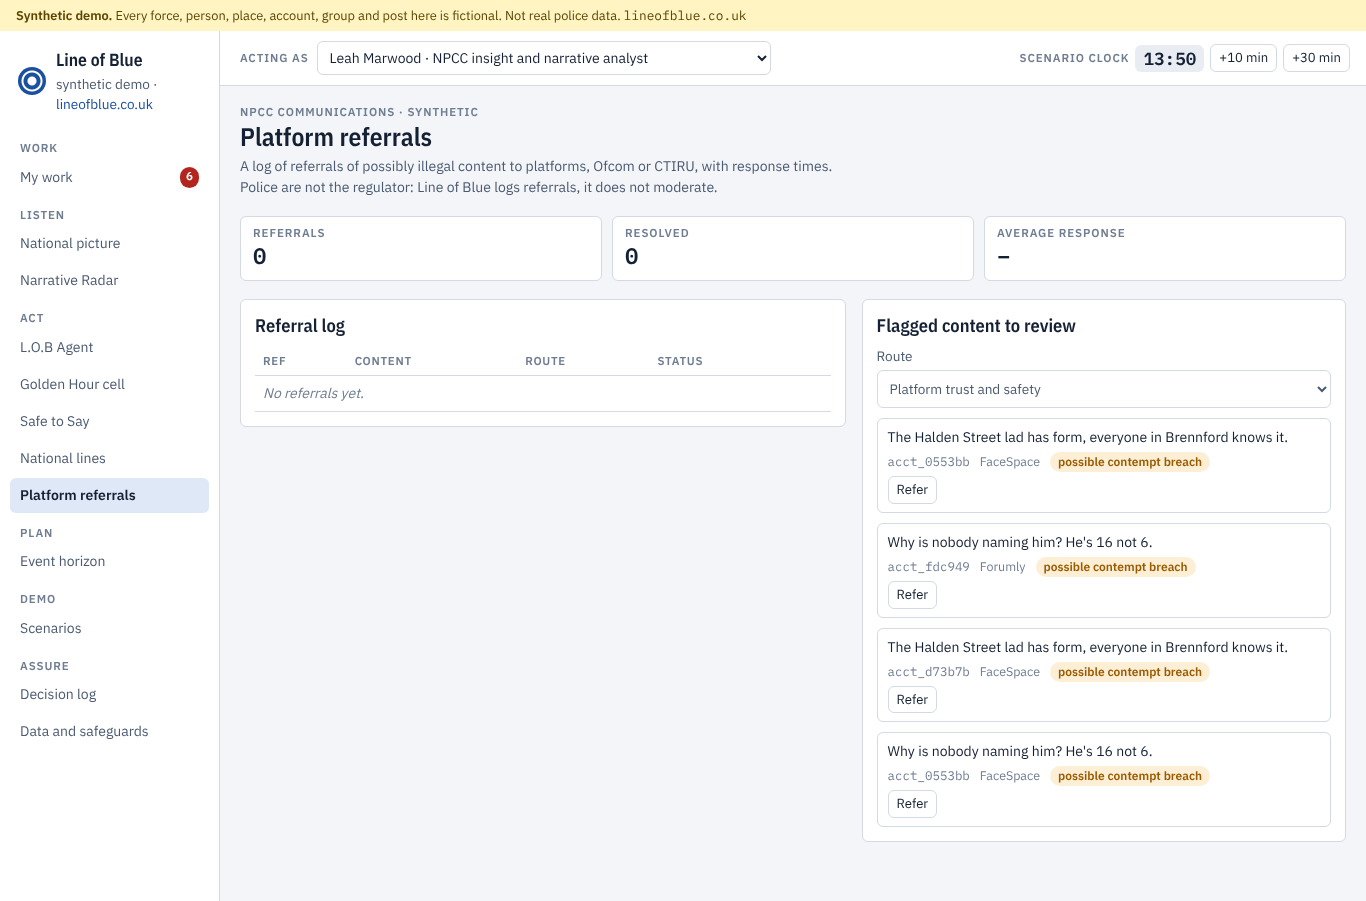 Synthetic demo. Every force, person, place, account, group and post here is fictional. Not real police data. lineofblue.co.uk
Line of Blue
synthetic demo ·
lineofblue.co.uk
WORK
My work 6
LISTEN
National picture
Narrative Radar
ACT
L.O.B Agent
Golden Hour cell
Safe to Say
National lines
Platform referrals
PLAN
Event horizon
DEMO
Scenarios
ASSURE
Decision log
Data and safeguards
ACTING AS Leah Marwood · NPCC insight and narrative analyst
SCENARIO CLOCK 13:50 +10 min +30 min
NPCC COMMUNICATIONS · SYNTHETIC
Platform referrals
A log of referrals of possibly illegal content to platforms, Ofcom or CTIRU, with response times.
Police are not the regulator: Line of Blue logs referrals, it does not moderate.
REFERRALS
0
RESOLVED
0
AVERAGE RESPONSE
–
Referral log
REF CONTENT ROUTE STATUS
No referrals yet.
Flagged content to review
Route
Platform trust and safety
The Halden Street lad has form, everyone in Brennford knows it.
acct_0553bb FaceSpace possible contempt breach
Refer
Why is nobody naming him? He's 16 not 6.
acct_fdc949 Forumly possible contempt breach
Refer
The Halden Street lad has form, everyone in Brennford knows it.
acct_d73b7b FaceSpace possible contempt breach
Refer
Why is nobody naming him? He's 16 not 6.
acct_0553bb FaceSpace possible contempt breach
Refer